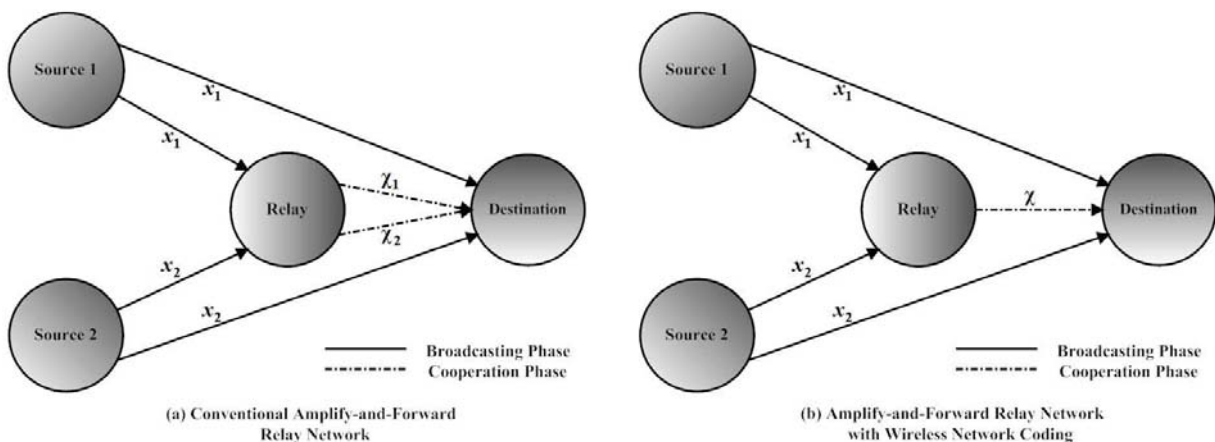 Source 1
x1
x1
Relay
χ1
χ2
Destination
x2
x2
Source 2
Broadcasting Phase
Cooperation Phase
(a) Conventional Amplify-and-Forward
Relay Network
Source 1
x1
x1
Relay
χ
Destination
x2
x2
Source 2
Broadcasting Phase
Cooperation Phase
(b) Amplify-and-Forward Relay Network
with Wireless Network Coding